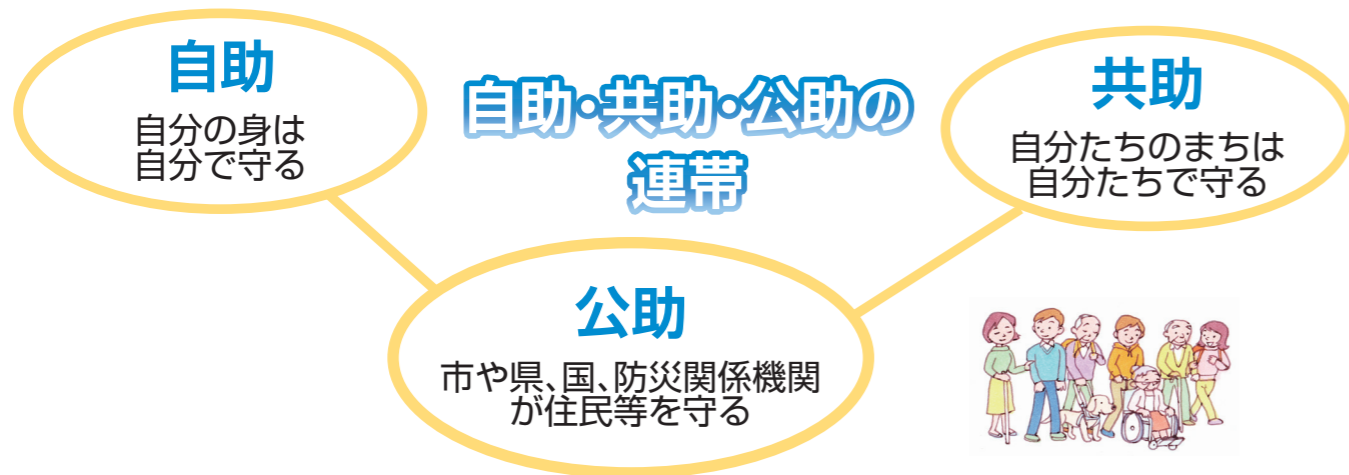 自助・共助・公助の
連帯
自助
自分の身は
自分で守る
共助
自分たちのまちは
自分たちで守る
公助
市や県、国、防災関係機関
が住民等を守る